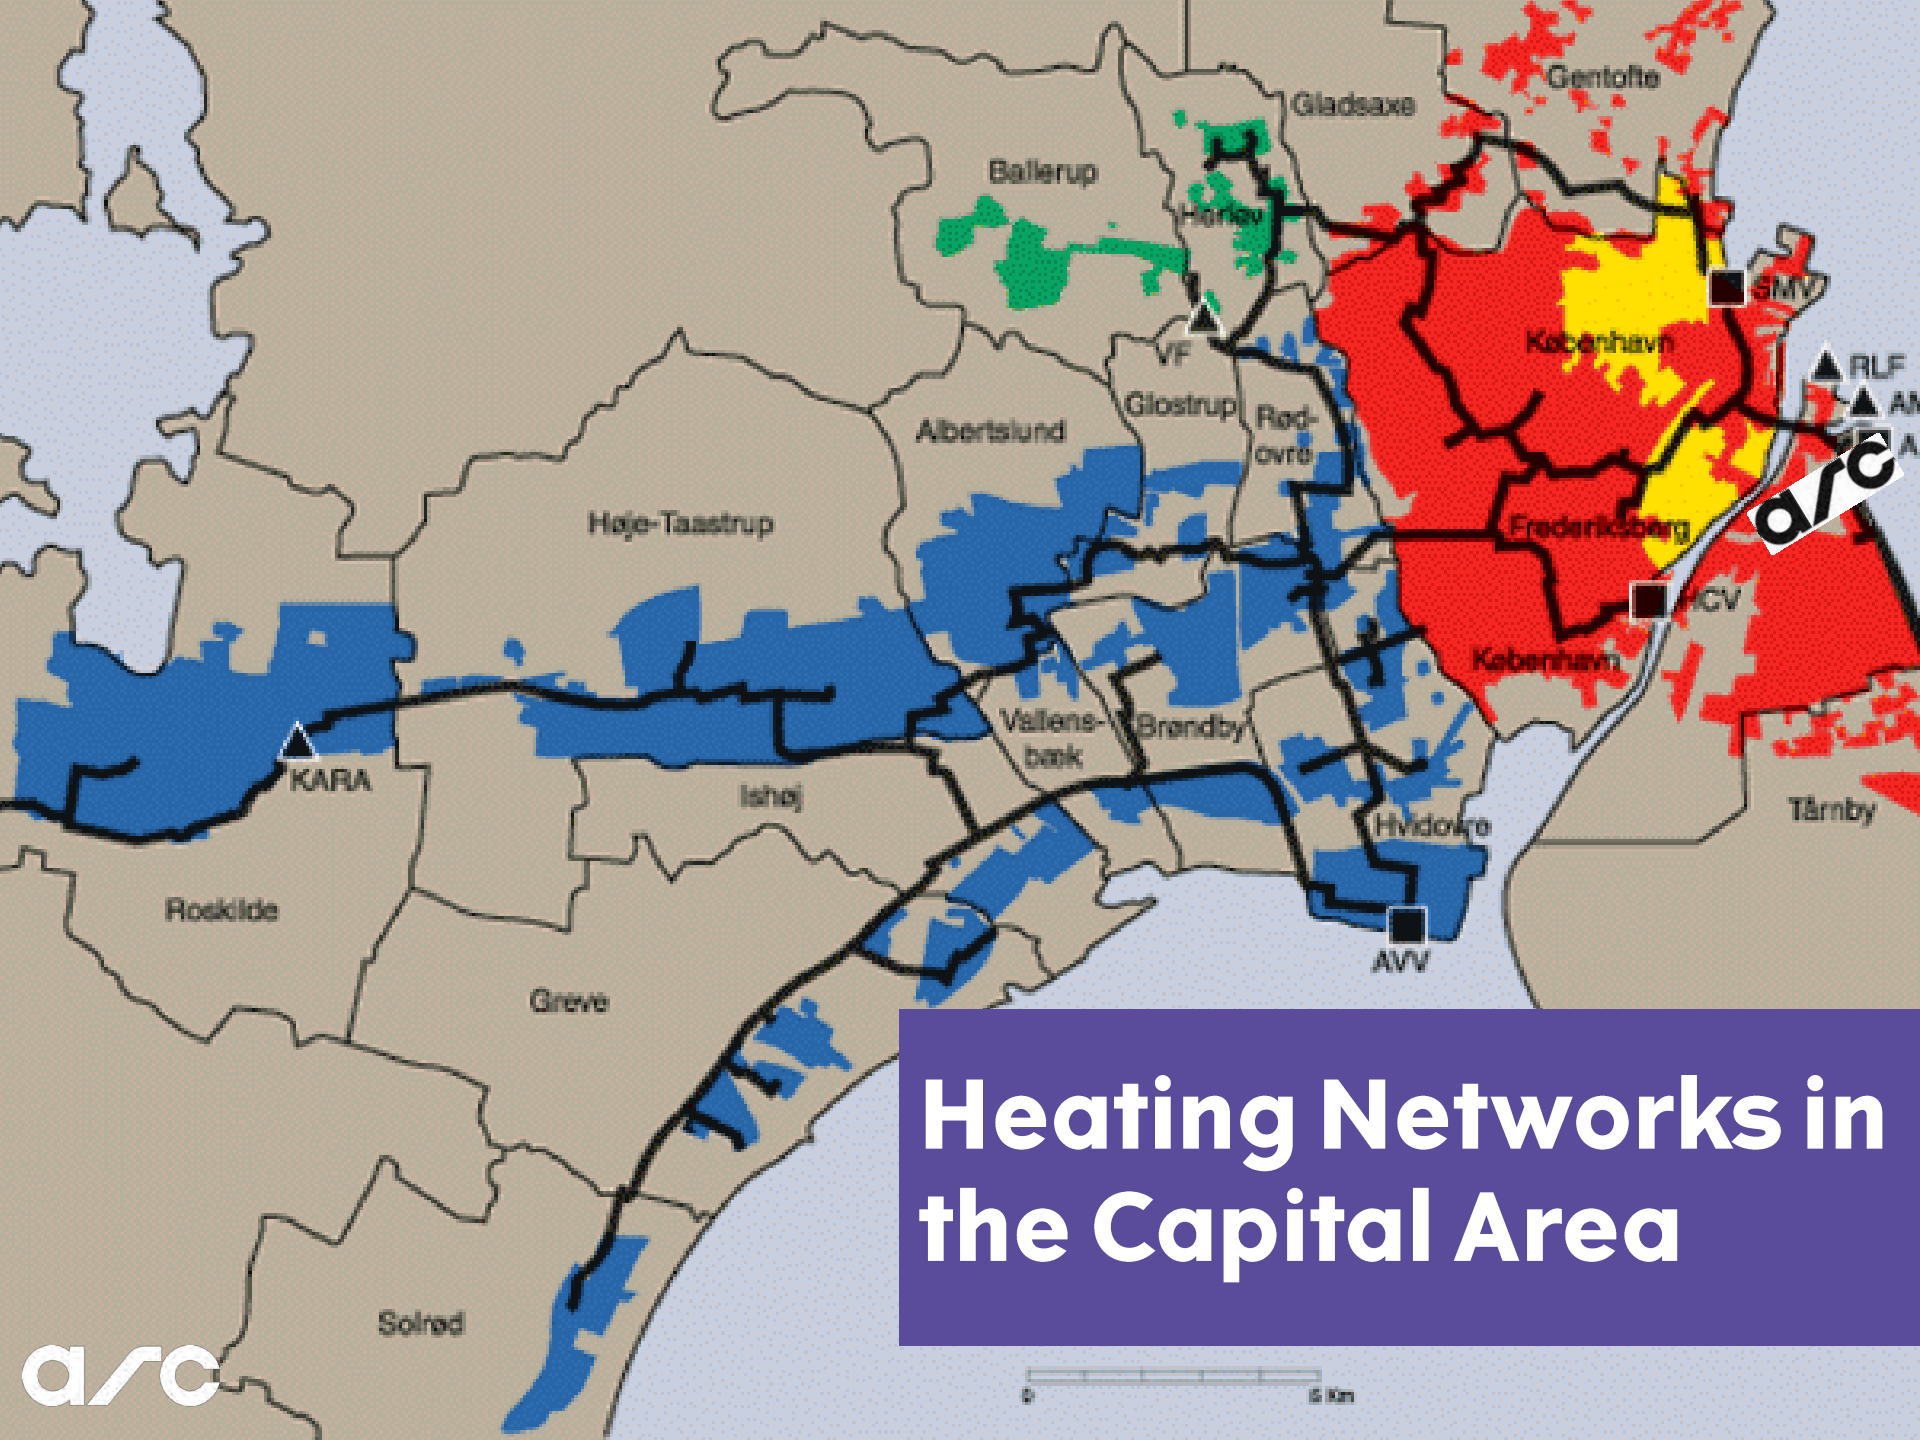 Gentofte
Gladsaxe
Ballerup
Herlev
SMV
København
VF
RLF
Glostrup
Rød-
ovre
Albertslund
arc
Høje-Taastrup
Frederiksberg
HCV
København
Vallens-
bæk
Brøndby
KARA
Ishøj
Tårnby
Hvidovre
Roskilde
AVV
Greve
Heating Networks in
the Capital Area
Solrød
arc
0 5 Km